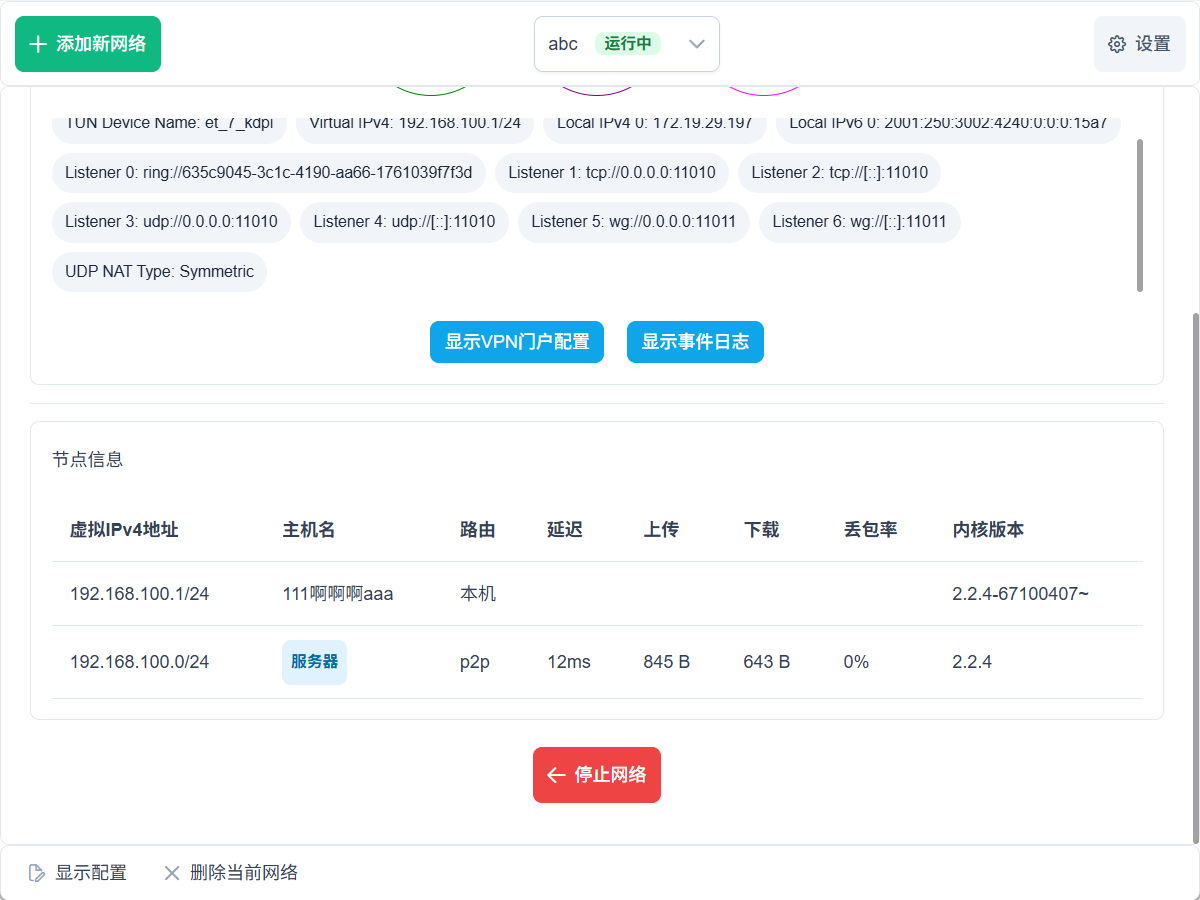 添加新网络
abc 运行中
设置
TUN Device Name: et_7_kdpi Virtual IPv4: 192.168.100.1/24 Local IPv4 0: 172.19.29.197 Local IPv6 0: 2001:250:3002:4240:0:0:0:15a7
Listener 0: ring://635c9045-3c1c-4190-aa66-1761039f7f3d Listener 1: tcp://0.0.0.0:11010 Listener 2: tcp://[::]:11010
Listener 3: udp://0.0.0.0:11010 Listener 4: udp://[::]:11010 Listener 5: wg://0.0.0.0:11011 Listener 6: wg://[::]:11011
UDP NAT Type: Symmetric
显示VPN门户配置 显示事件日志
节点信息
虚拟IPv4地址 主机名 路由 延迟 上传 下载 丢包率 内核版本
192.168.100.1/24 111啊啊啊aaa 本机 2.2.4-67100407~
192.168.100.0/24 服务器 p2p 12ms 845 B 643 B 0% 2.2.4
停止网络
显示配置 删除当前网络